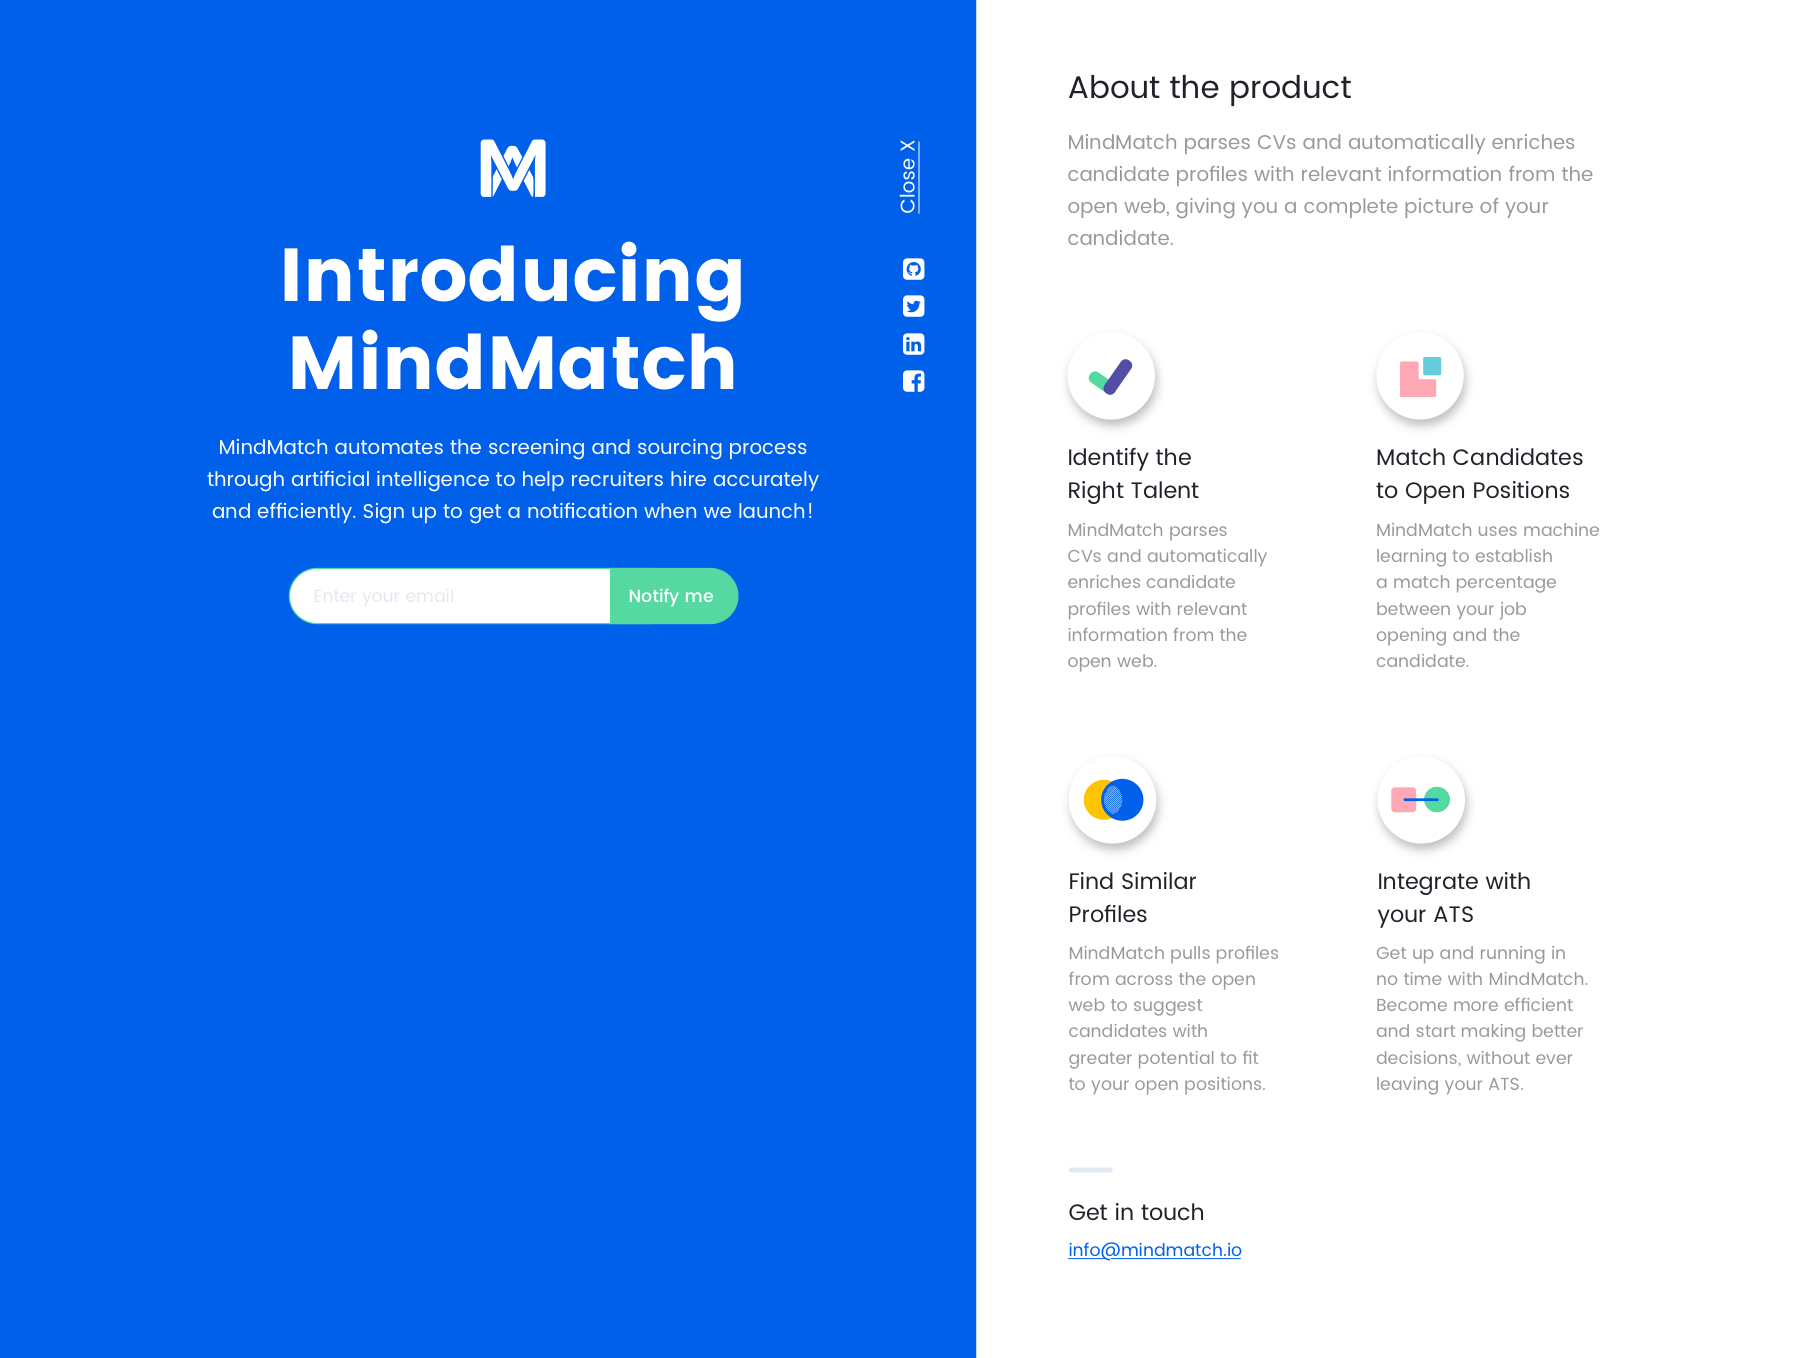 Introducing
MindMatch
MindMatch automates the screening and sourcing process
through artificial intelligence to help recruiters hire accurately
and efficiently. Sign up to get a notification when we launch!
Enter your email
Notify me
Close X
About the product
MindMatch parses CVs and automatically enriches
candidate profiles with relevant information from the
open web, giving you a complete picture of your
candidate.
Identify the
Right Talent
MindMatch parses
CVs and automatically
enriches candidate
profiles with relevant
information from the
open web.
Match Candidates
to Open Positions
MindMatch uses machine
learning to establish
a match percentage
between your job
opening and the
candidate.
Find Similar
Profiles
MindMatch pulls profiles
from across the open
web to suggest
candidates with
greater potential to fit
to your open positions.
Integrate with
your ATS
Get up and running in
no time with MindMatch.
Become more efficient
and start making better
decisions, without ever
leaving your ATS.
Get in touch
info@mindmatch.io